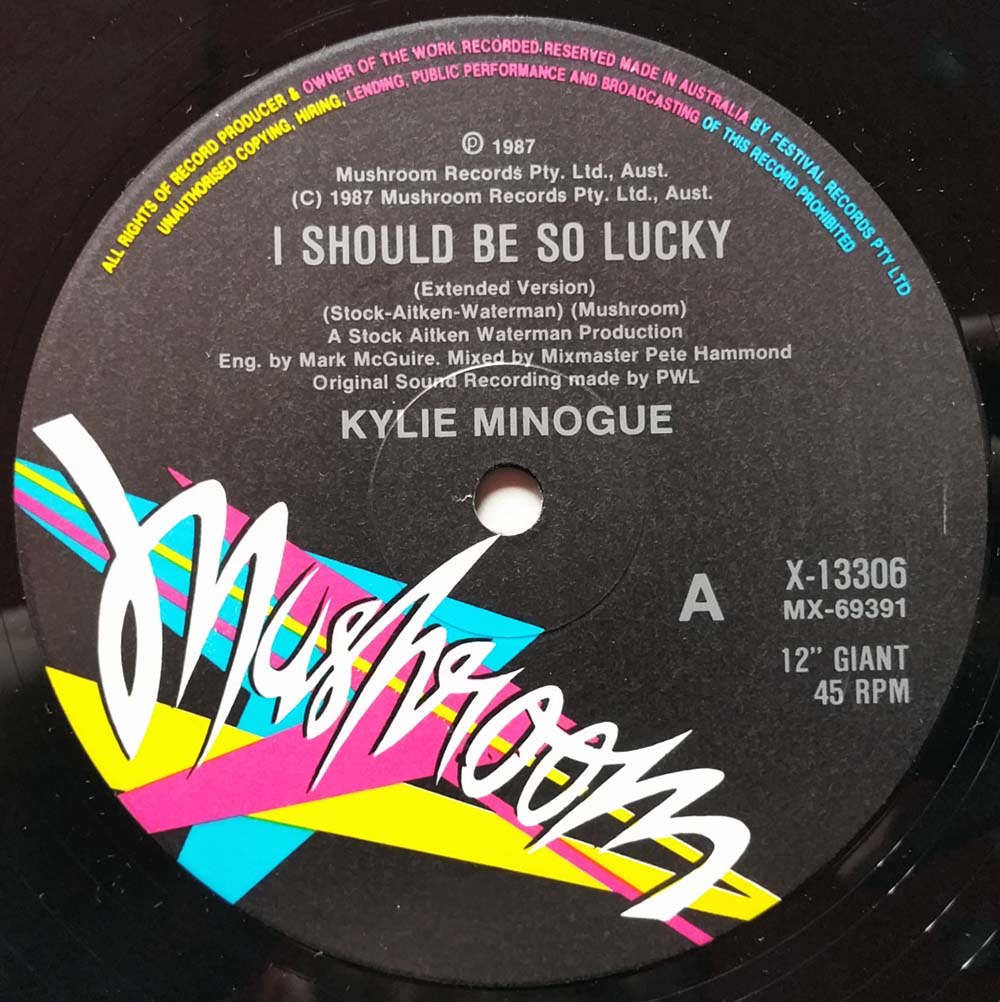 ALL RIGHTS OF RECORD PRODUCER & OWNER OF THE WORK RECORDED RESERVED MADE IN AUSTRALIA BY FESTIVAL RECORDS PTY LTD
UNAUTHORISED COPYING, HIRING, LENDING, PUBLIC PERFORMANCE AND BROADCASTING OF THIS RECORD PROHIBITED
℗ 1987
Mushroom Records Pty. Ltd., Aust.
(C) 1987 Mushroom Records Pty. Ltd., Aust.
I SHOULD BE SO LUCKY
(Extended Version)
(Stock-Aitken-Waterman) (Mushroom)
A Stock Aitken Waterman Production
Eng. by Mark McGuire. Mixed by Mixmaster Pete Hammond
Original Sound Recording made by PWL
KYLIE MINOGUE
A
X-13306
MX-69391
12" GIANT
45 RPM
Mushroom